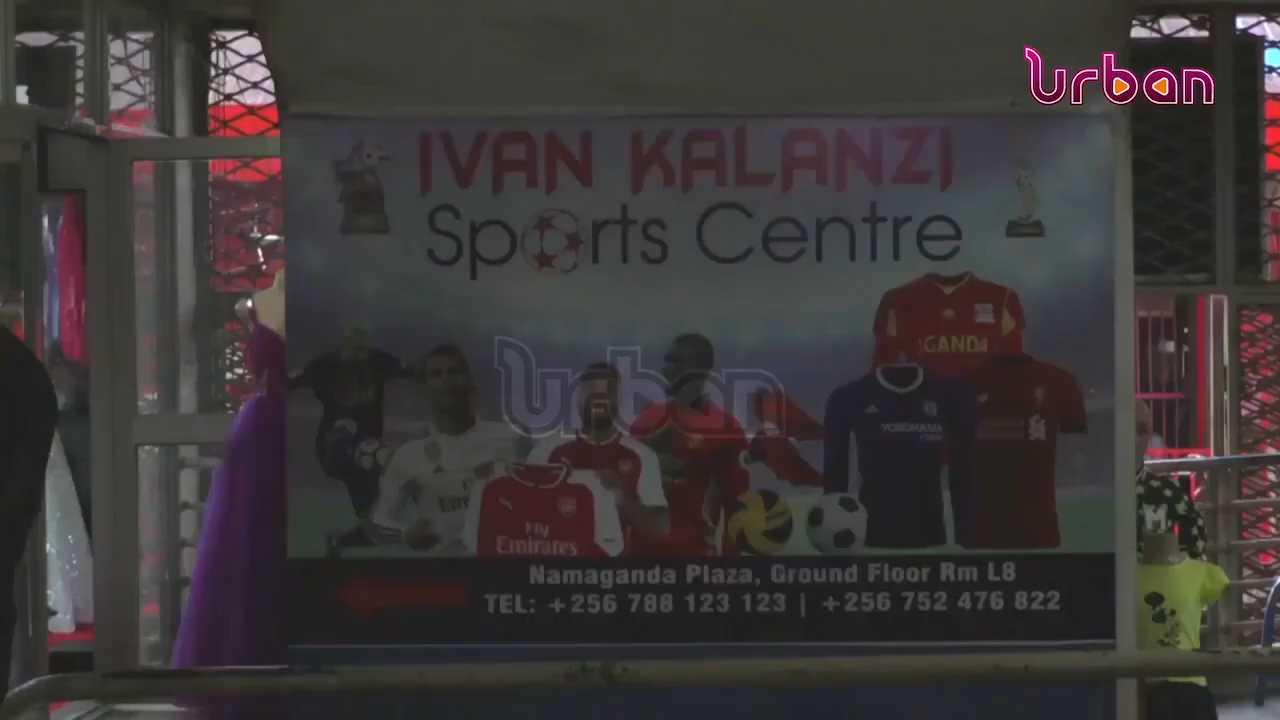 Urban
IVAN KALANZI
Sports Centre
Urban
GANDA
YOKOHAMA
Fly
Emirates
Namaganda Plaza, Ground Floor Rm L8
TEL: +256 788 123 123 | +256 752 476 822
M